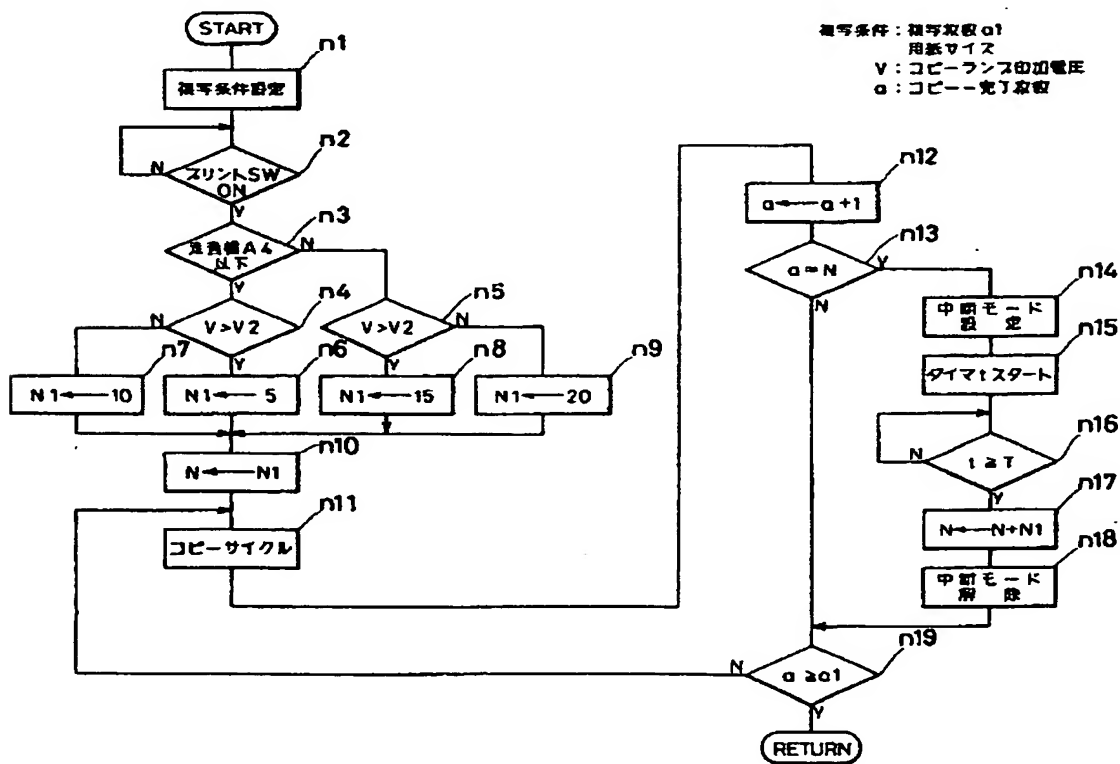 START
n1
複写条件設定
n2
プリントSW
ON
N
Y
n3
走査幅A4
以下
N
Y
n4
V>V2
N
Y
n5
V>V2
N
Y
n7
N1←10
n6
N1←5
n8
N1←15
n9
N1←20
n10
N←N1
n11
コピーサイクル
複写条件:複写枚数a1
用紙サイズ
V:コピーランプ印加電圧
a:コピーー完了枚数
n12
a←a+1
n13
a=N
Y
N
n14
中断モード
設定
n15
タイマtスタート
n16
t≧T
N
Y
n17
N←N+N1
n18
中断モード
解除
n19
a≧a1
N
Y
RETURN